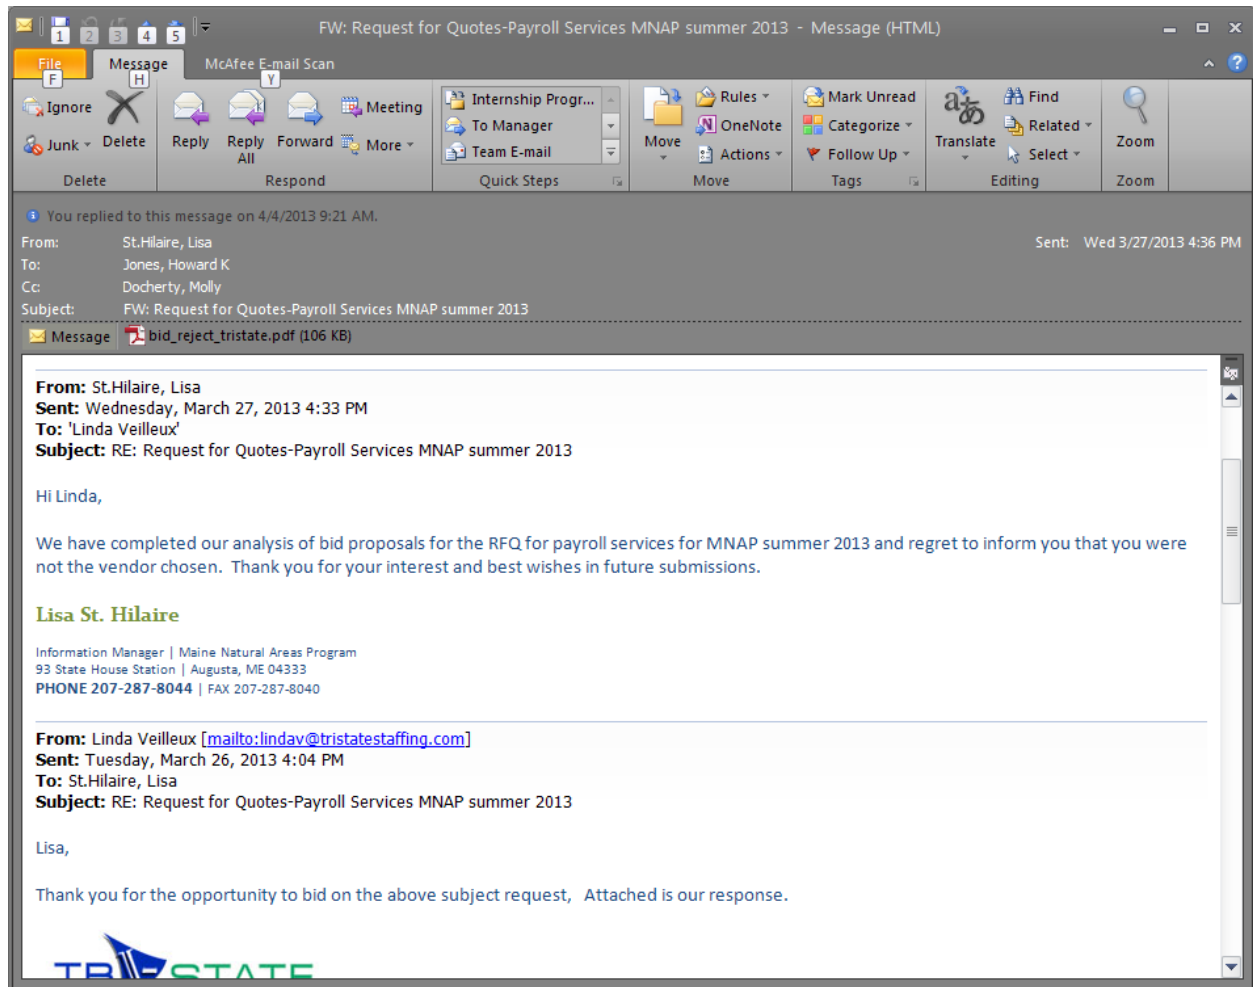 FW: Request for Quotes-Payroll Services MNAP summer 2013 - Message (HTML)
1 2 3 4 5
File Message McAfee E-mail Scan
F H Y
Ignore
Junk
Delete
Reply
Reply All
Forward
Meeting
More
Internship Progr...
To Manager
Team E-mail
Move
Rules
OneNote
Actions
Mark Unread
Categorize
Follow Up
Translate
Find
Related
Select
Zoom
Delete Respond Quick Steps Move Tags Editing Zoom
You replied to this message on 4/4/2013 9:21 AM.
From: St.Hilaire, Lisa Sent: Wed 3/27/2013 4:36 PM
To: Jones, Howard K
Cc: Docherty, Molly
Subject: FW: Request for Quotes-Payroll Services MNAP summer 2013
Message bid_reject_tristate.pdf (106 KB)
From: St.Hilaire, Lisa
Sent: Wednesday, March 27, 2013 4:33 PM
To: 'Linda Veilleux'
Subject: RE: Request for Quotes-Payroll Services MNAP summer 2013
Hi Linda,
We have completed our analysis of bid proposals for the RFQ for payroll services for MNAP summer 2013 and regret to inform you that you were
not the vendor chosen. Thank you for your interest and best wishes in future submissions.
Lisa St. Hilaire
Information Manager | Maine Natural Areas Program
93 State House Station | Augusta, ME 04333
PHONE 207-287-8044 | FAX 207-287-8040
From: Linda Veilleux [mailto:lindav@tristatestaffing.com]
Sent: Tuesday, March 26, 2013 4:04 PM
To: St.Hilaire, Lisa
Subject: RE: Request for Quotes-Payroll Services MNAP summer 2013
Lisa,
Thank you for the opportunity to bid on the above subject request, Attached is our response.
TRI-STATE